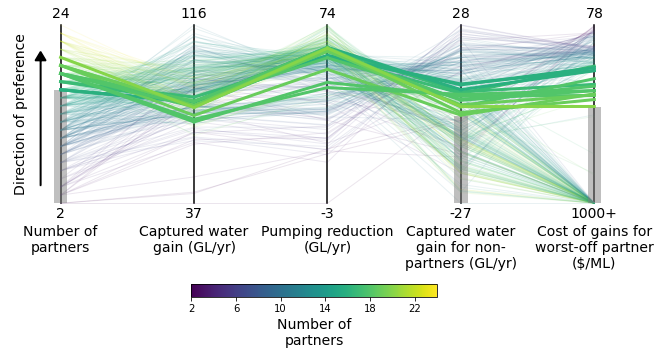 24 116 74 28 78
Direction of preference
2 37 -3 -27 1000+
Number of
partners
Captured water
gain (GL/yr)
Pumping reduction
(GL/yr)
Captured water
gain for non-
partners (GL/yr)
Cost of gains for
worst-off partner
($/ML)
2 6 10 14 18 22
Number of
partners